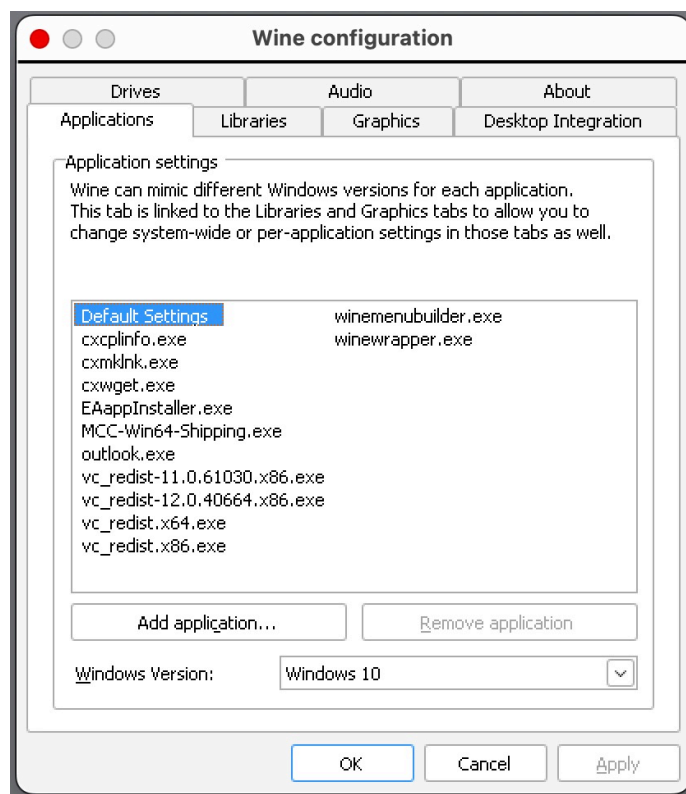 Wine configuration
Drives
Audio
About
Applications
Libraries
Graphics
Desktop Integration
Application settings
Wine can mimic different Windows versions for each application.
This tab is linked to the Libraries and Graphics tabs to allow you to
change system-wide or per-application settings in those tabs as well.
Default Settings
cxcplinfo.exe
cxmklnk.exe
cxwget.exe
EAappInstaller.exe
MCC-Win64-Shipping.exe
outlook.exe
vc_redist-11.0.61030.x86.exe
vc_redist-12.0.40664.x86.exe
vc_redist.x64.exe
vc_redist.x86.exe
winemenubuilder.exe
winewrapper.exe
Add application...
Remove application
Windows Version:
Windows 10
OK
Cancel
Apply